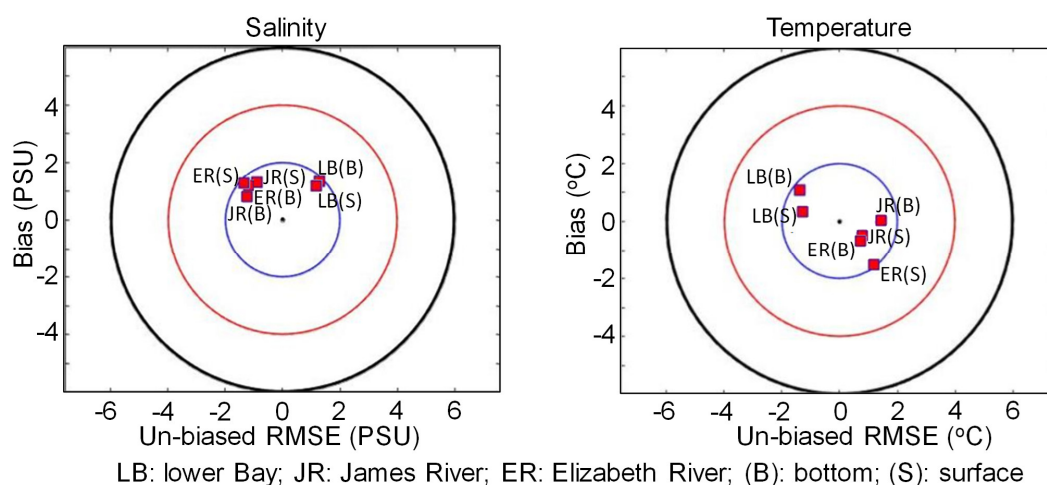 Salinity
Bias (PSU)
4
2
0
-2
-4
ER(S)
JR(S)
LB(B)
ER(B)
LB(S)
JR(B)
-6 -4 -2 0 2 4 6
Un-biased RMSE (PSU)
Temperature
Bias (°C)
4
2
0
-2
-4
LB(B)
LB(S)
JR(B)
JR(S)
ER(B)
ER(S)
-6 -4 -2 0 2 4 6
Un-biased RMSE (°C)
LB: lower Bay; JR: James River; ER: Elizabeth River; (B): bottom; (S): surface